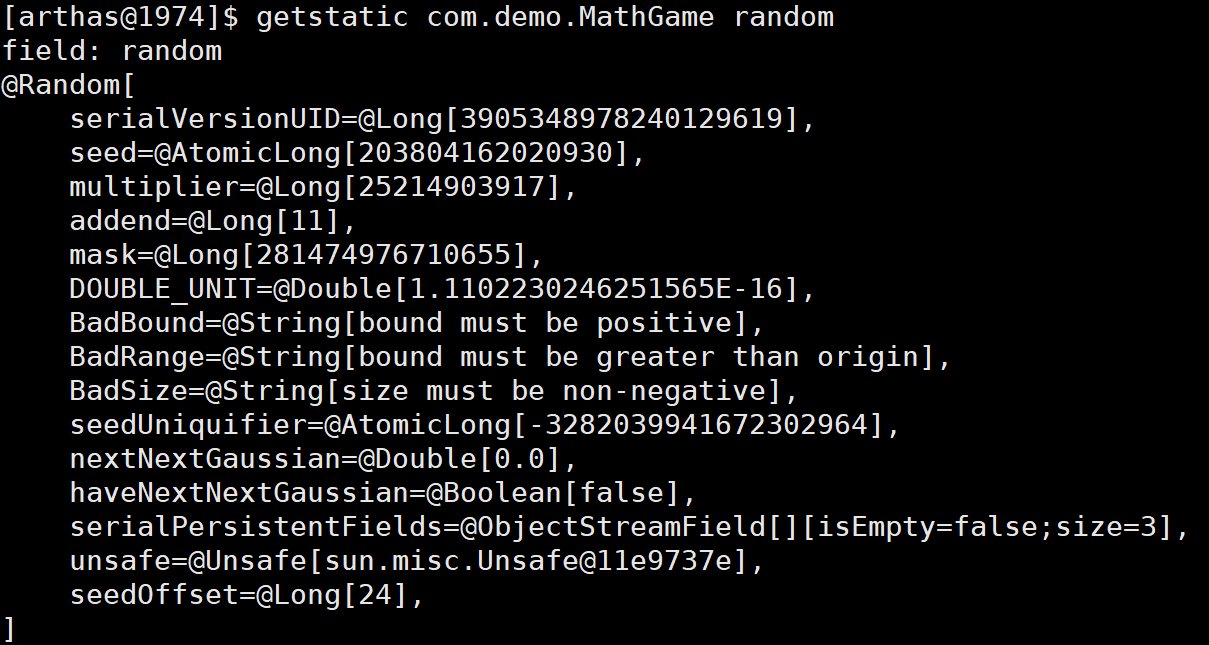 [arthas@1974]$ getstatic com.demo.MathGame random
field: random
@Random[
    serialVersionUID=@Long[3905348978240129619],
    seed=@AtomicLong[203804162020930],
    multiplier=@Long[25214903917],
    addend=@Long[11],
    mask=@Long[281474976710655],
    DOUBLE_UNIT=@Double[1.1102230246251565E-16],
    BadBound=@String[bound must be positive],
    BadRange=@String[bound must be greater than origin],
    BadSize=@String[size must be non-negative],
    seedUniquifier=@AtomicLong[-3282039941672302964],
    nextNextGaussian=@Double[0.0],
    haveNextNextGaussian=@Boolean[false],
    serialPersistentFields=@ObjectStreamField[][isEmpty=false;size=3],
    unsafe=@Unsafe[sun.misc.Unsafe@11e9737e],
    seedOffset=@Long[24],
]